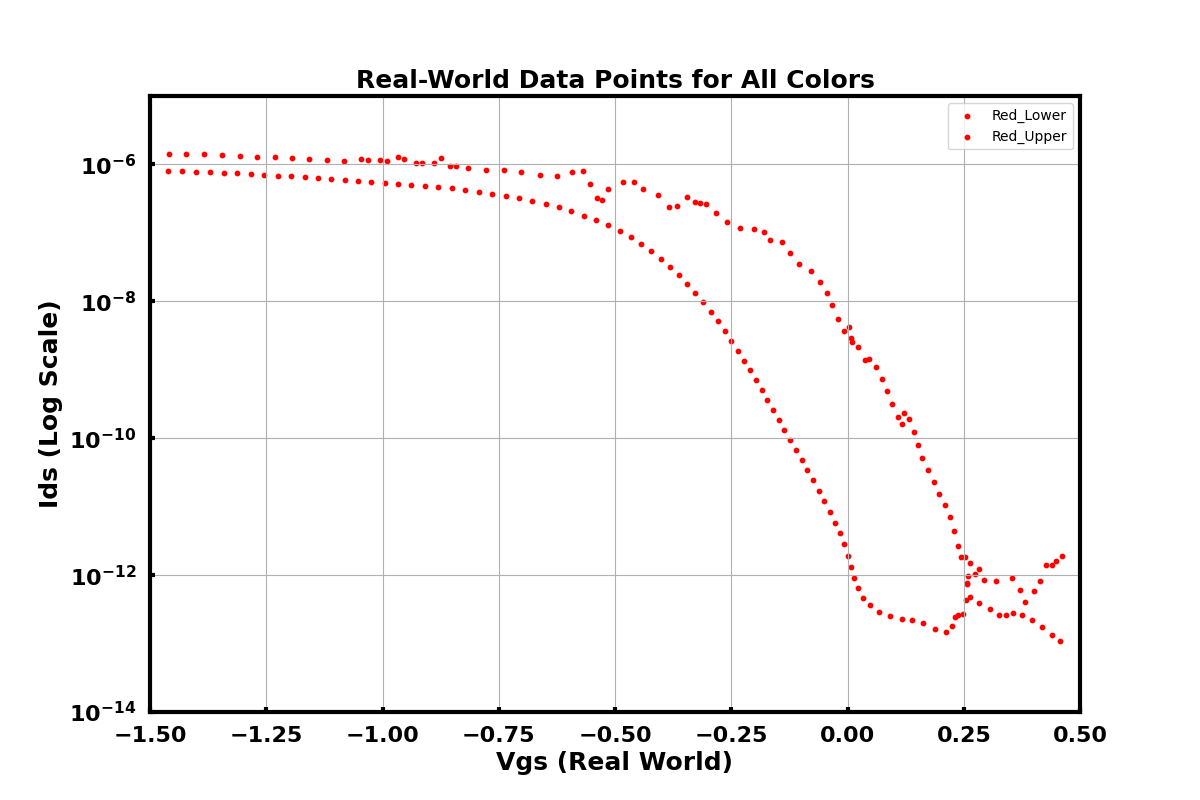 Real-World Data Points for All Colors
Red_Lower
Red_Upper
10⁻⁶
10⁻⁸
10⁻¹⁰
10⁻¹²
10⁻¹⁴
Ids (Log Scale)
−1.50 −1.25 −1.00 −0.75 −0.50 −0.25 0.00 0.25 0.50
Vgs (Real World)